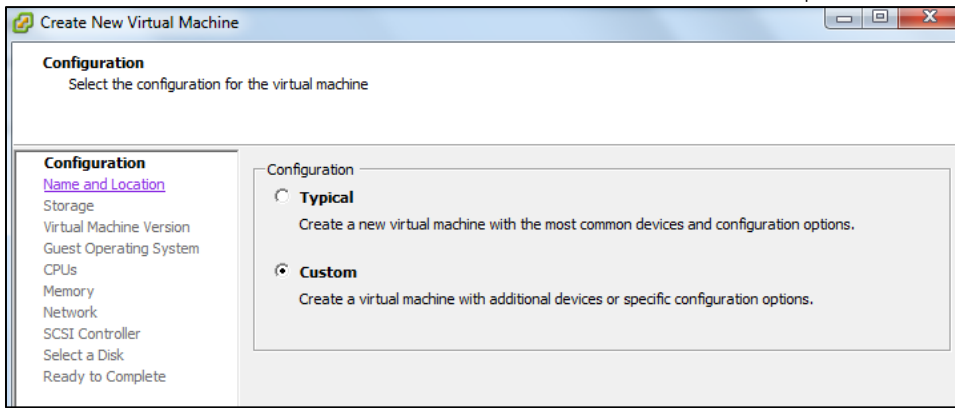 Create New Virtual Machine
Configuration
Select the configuration for the virtual machine
Configuration
Name and Location
Storage
Virtual Machine Version
Guest Operating System
CPUs
Memory
Network
SCSI Controller
Select a Disk
Ready to Complete
Configuration
Typical
Create a new virtual machine with the most common devices and configuration options.
Custom
Create a virtual machine with additional devices or specific configuration options.